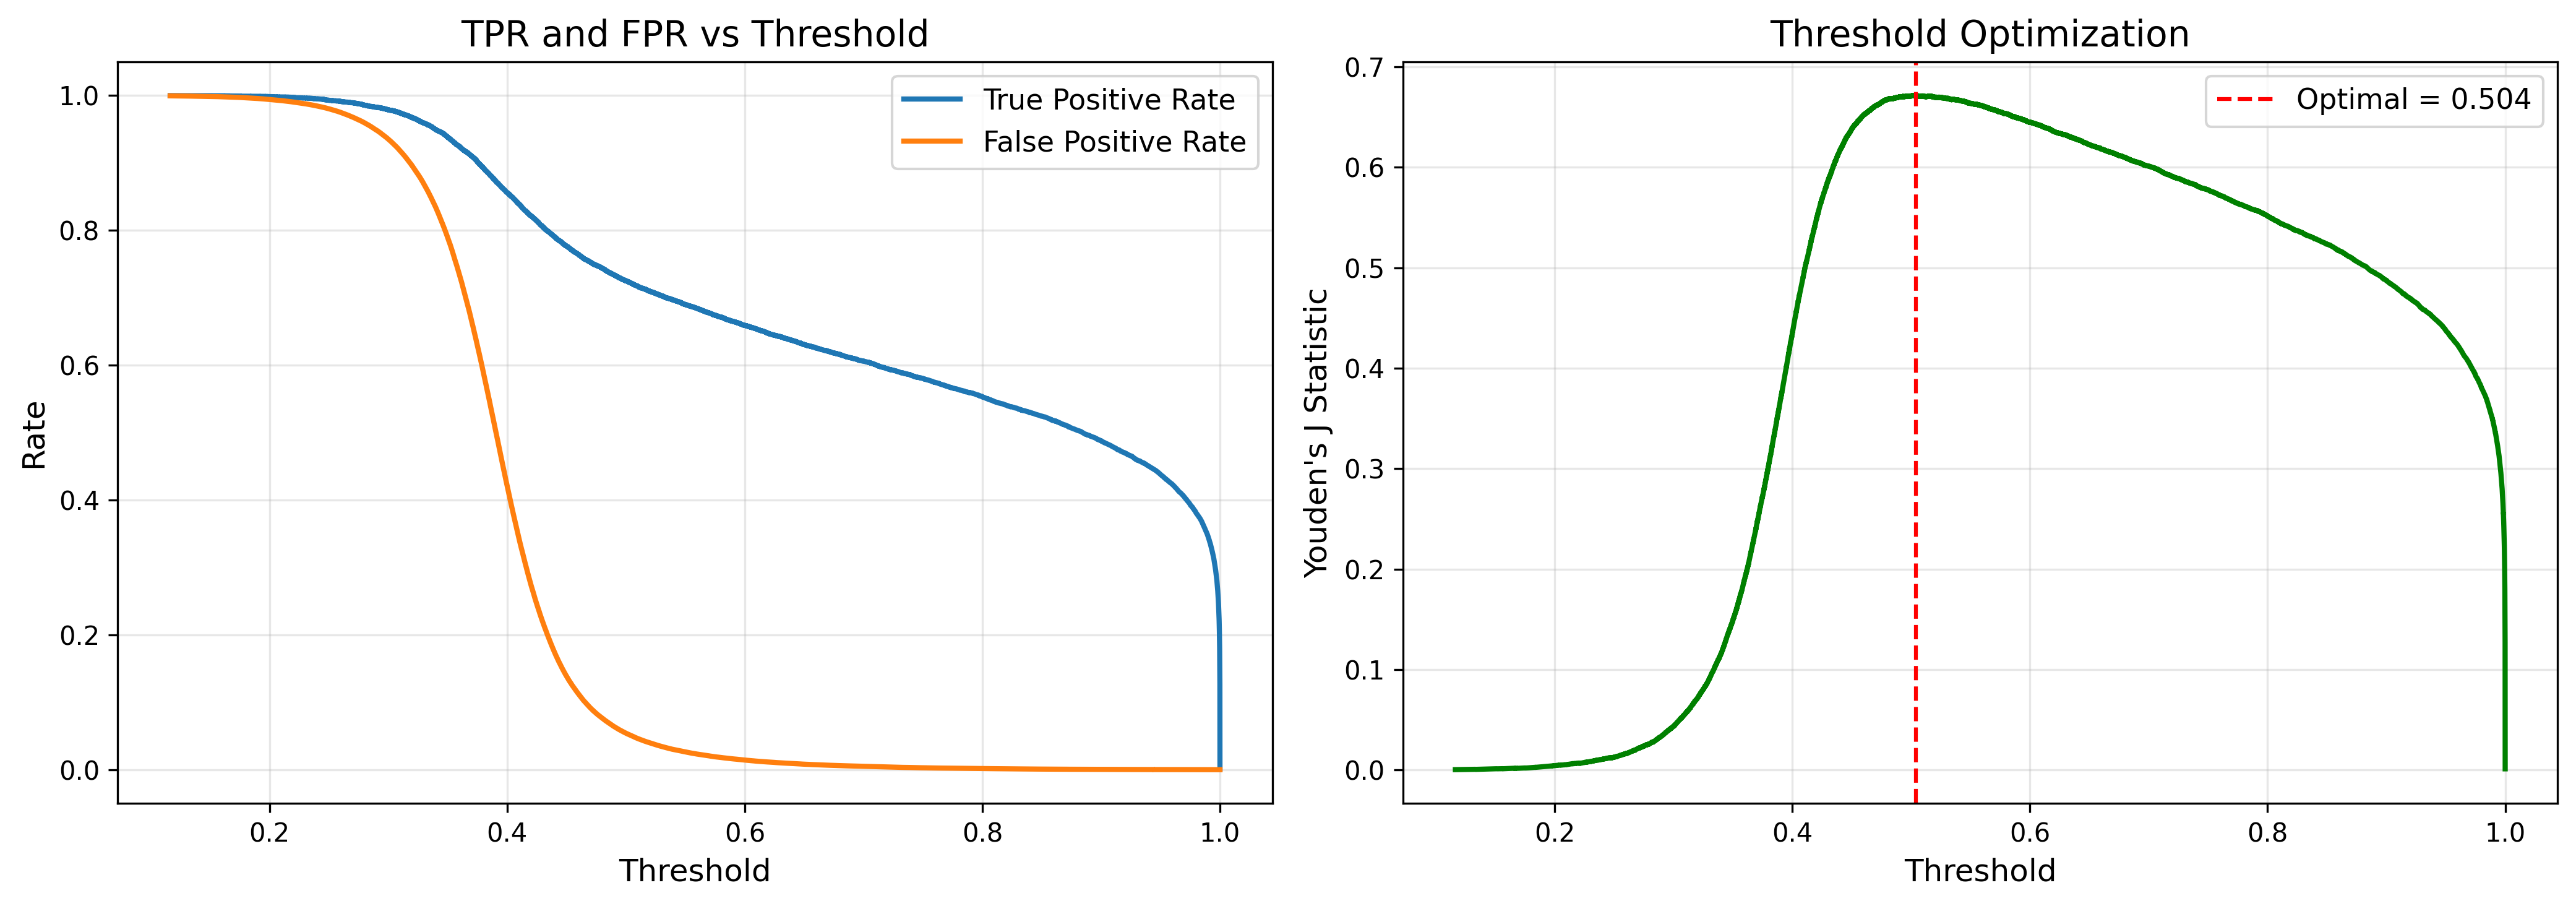 TPR and FPR vs Threshold
True Positive Rate
False Positive Rate
Rate
1.0
0.8
0.6
0.4
0.2
0.0
0.2 0.4 0.6 0.8 1.0
Threshold
Threshold Optimization
Optimal = 0.504
Youden's J Statistic
0.7
0.6
0.5
0.4
0.3
0.2
0.1
0.0
0.2 0.4 0.6 0.8 1.0
Threshold